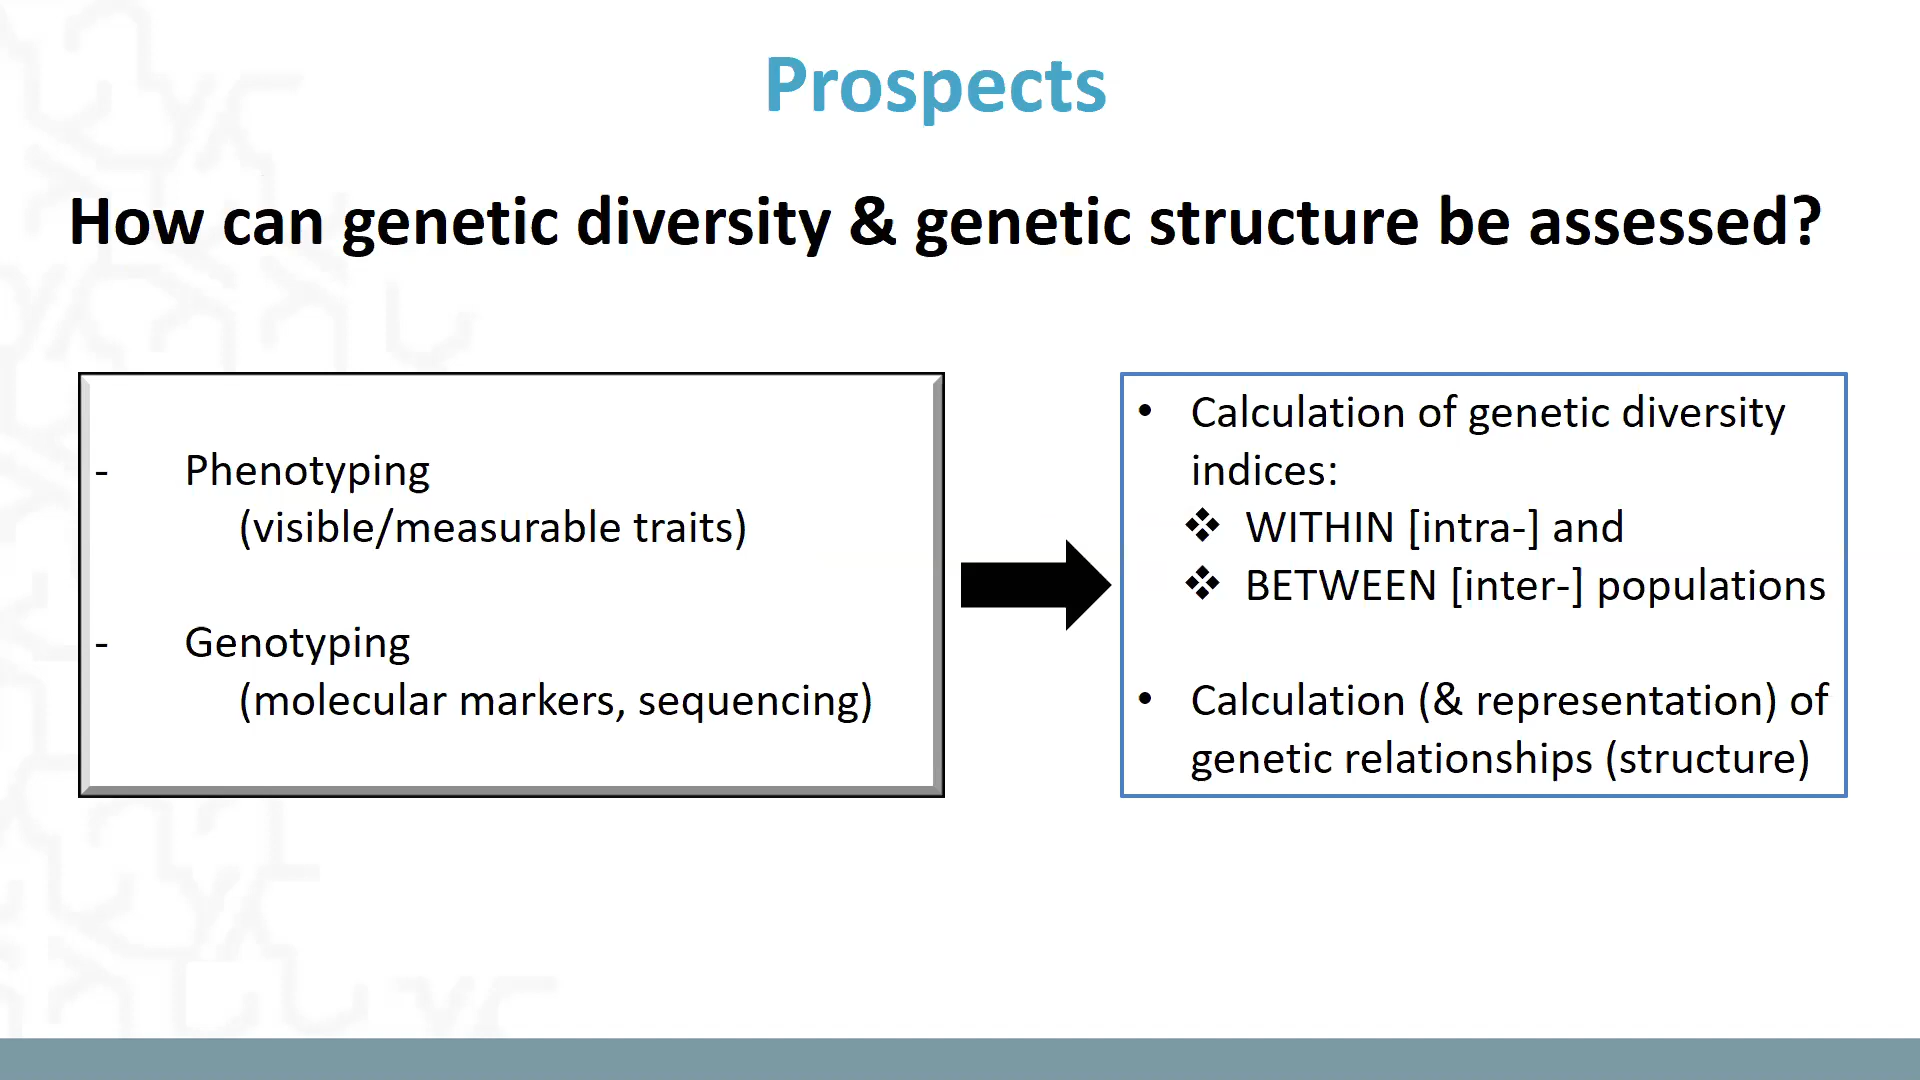 Prospects
How can genetic diversity & genetic structure be assessed?
- Phenotyping
(visible/measurable traits)
- Genotyping
(molecular markers, sequencing)
• Calculation of genetic diversity
indices:
❖ WITHIN [intra-] and
❖ BETWEEN [inter-] populations
• Calculation (& representation) of
genetic relationships (structure)